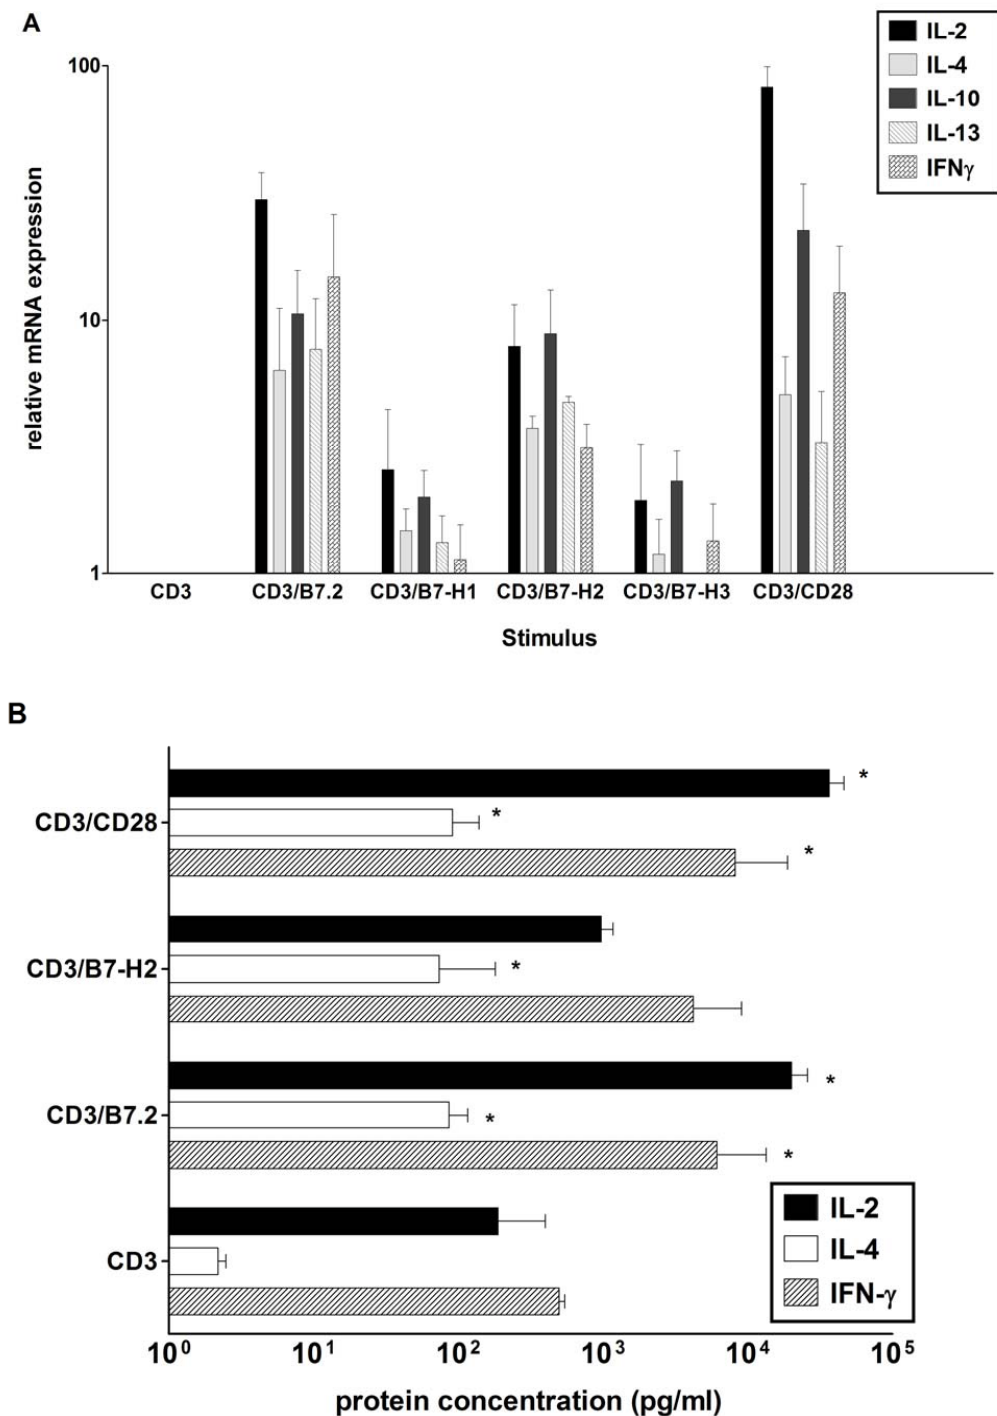 A
IL-2
IL-4
IL-10
IL-13
IFNγ
100
10
1
relative mRNA expression
CD3 CD3/B7.2 CD3/B7-H1 CD3/B7-H2 CD3/B7-H3 CD3/CD28
Stimulus
B
CD3/CD28
*
*
*
CD3/B7-H2
*
CD3/B7.2
*
*
*
CD3
IL-2
IL-4
IFN-γ
10⁰ 10¹ 10² 10³ 10⁴ 10⁵
protein concentration (pg/ml)